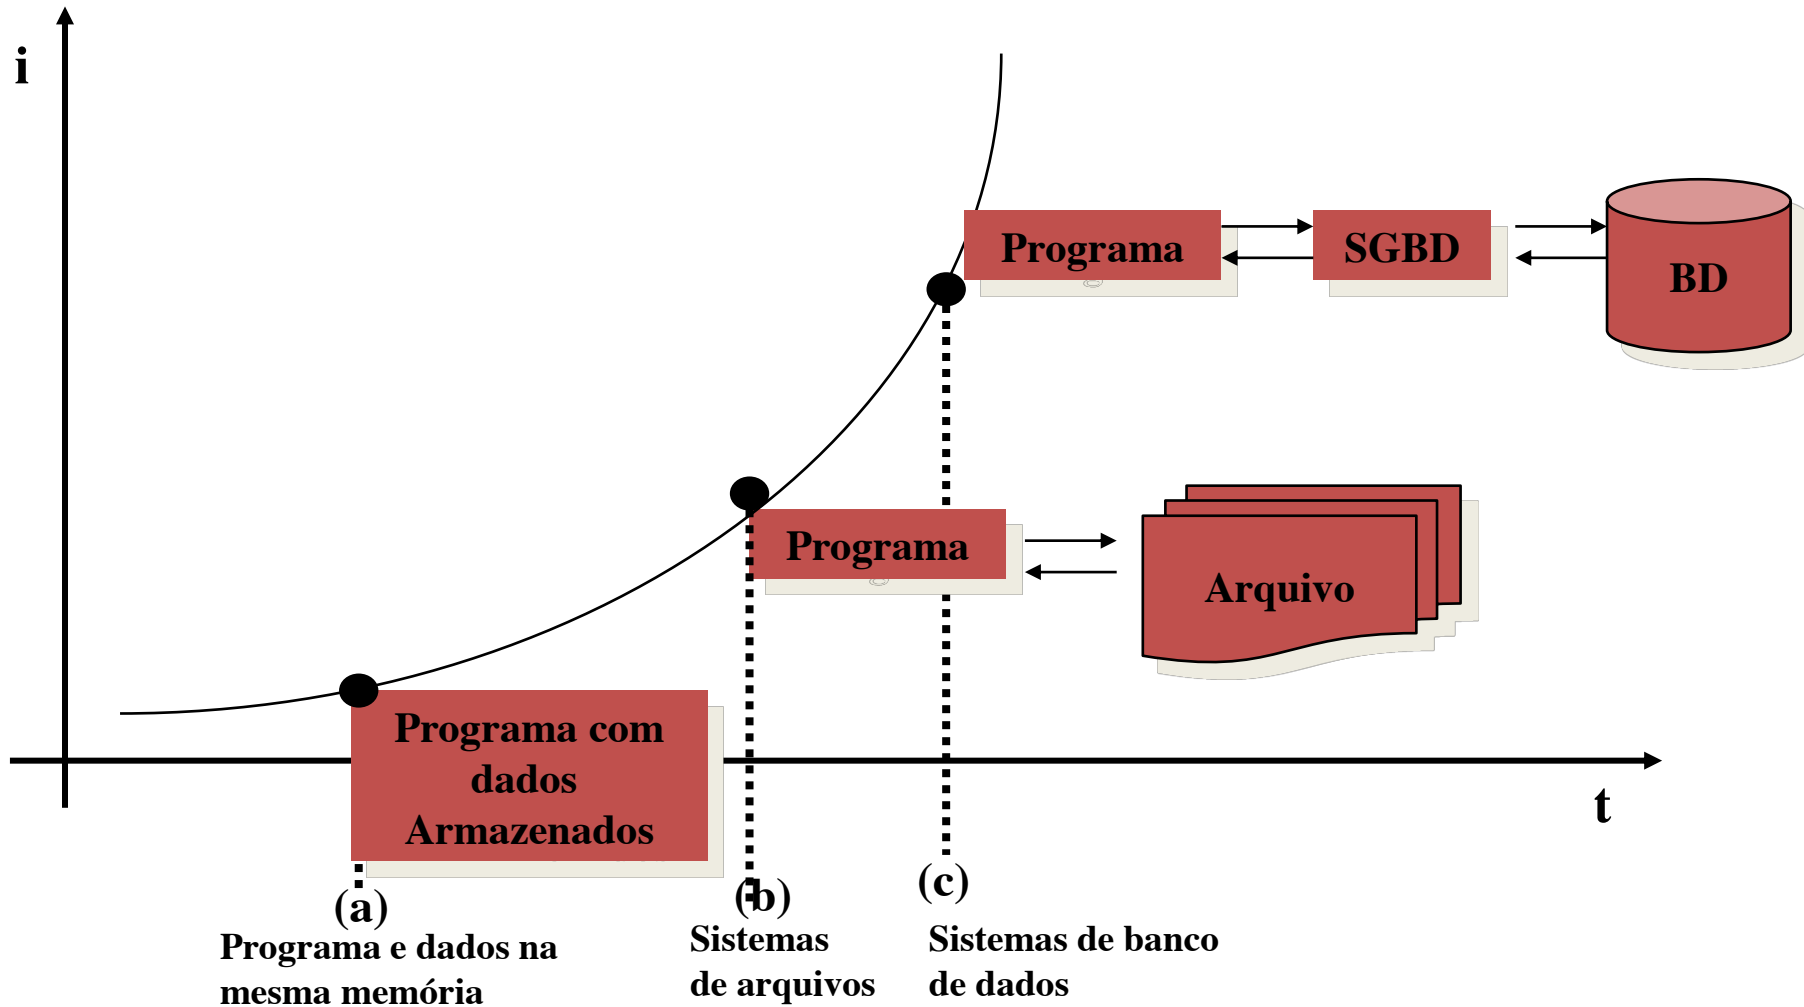 i
Programa
SGBD
BD
Programa
Arquivo
Programa com
dados
Armazenados
t
(a)
(b)
(c)
Programa e dados na
mesma memória
Sistemas
de arquivos
Sistemas de banco
de dados